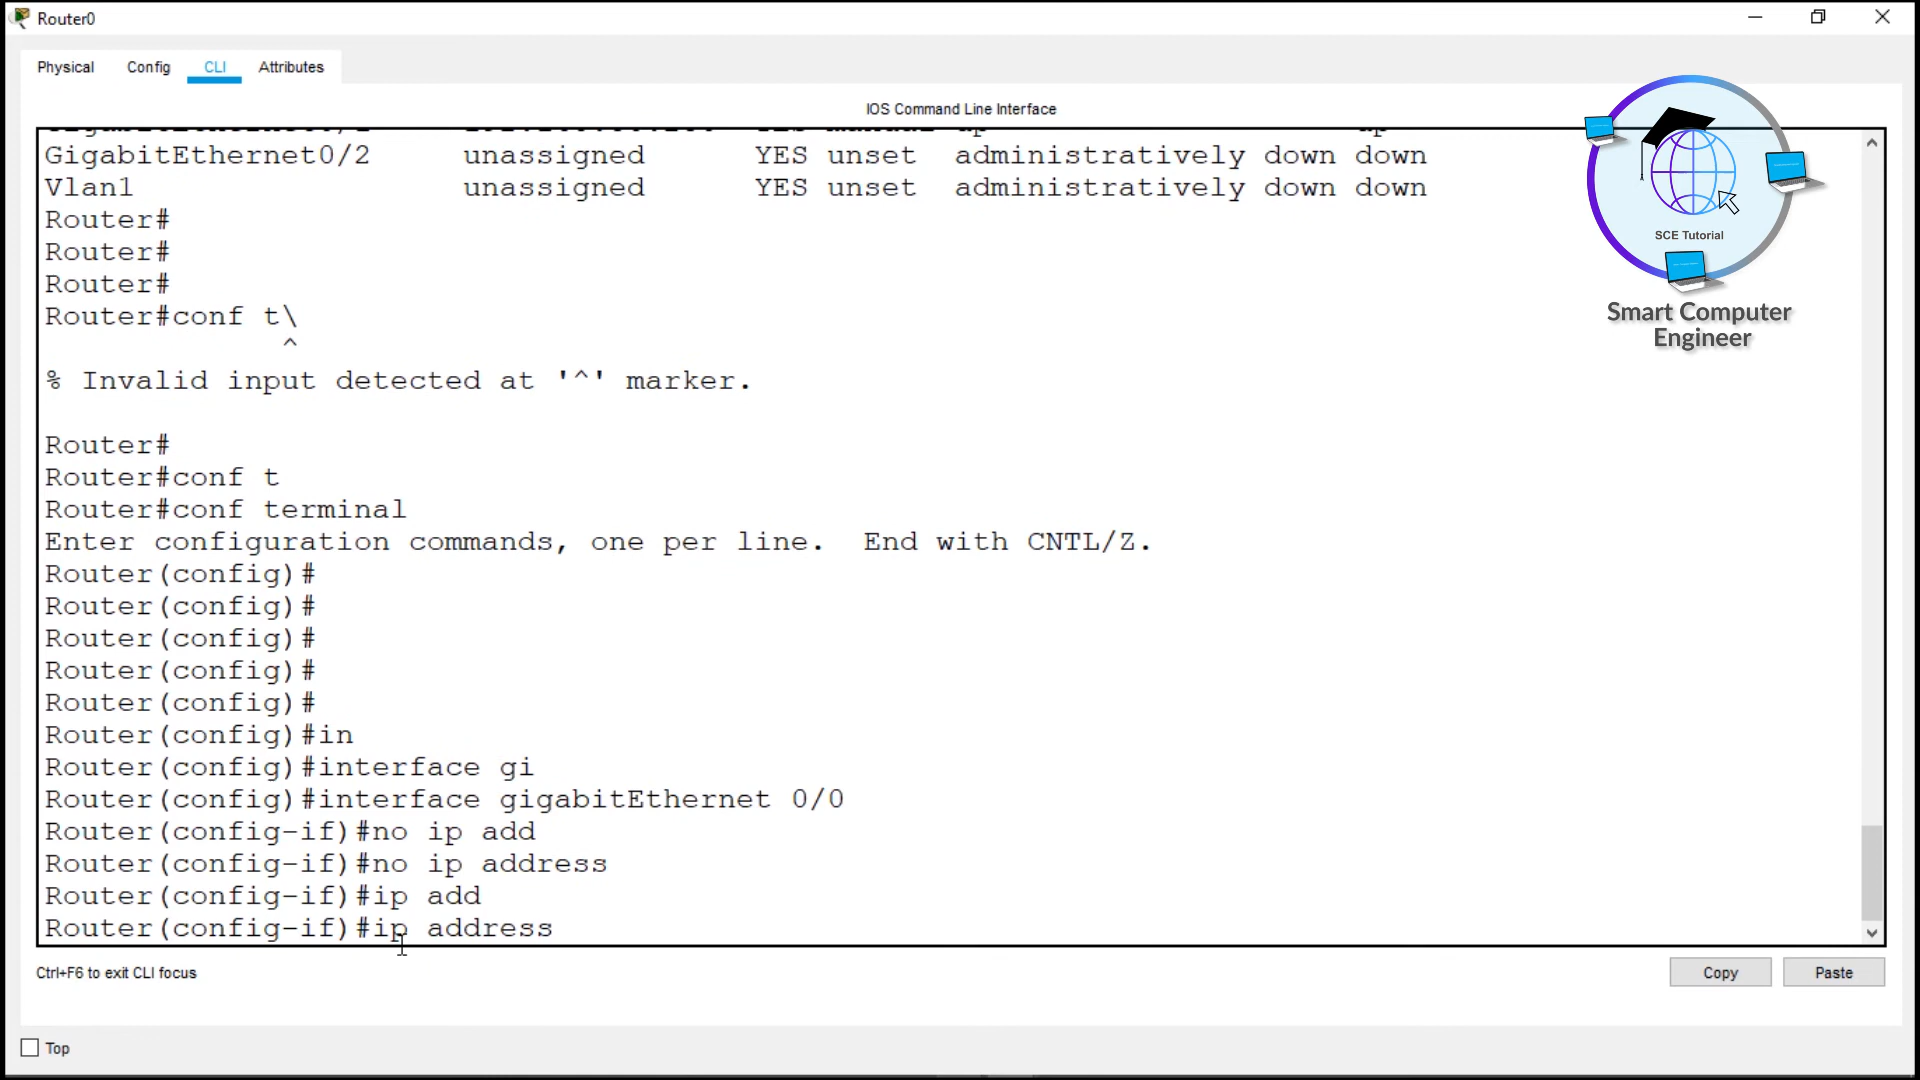 Router0
Physical Config CLI Attributes
IOS Command Line Interface
GigabitEthernet0/2 unassigned YES unset administratively down down
Vlan1 unassigned YES unset administratively down down
Router#
Router#
Router#
Router#conf t\
^
% Invalid input detected at '^' marker.
Router#
Router#conf t
Router#conf terminal
Enter configuration commands, one per line. End with CNTL/Z.
Router(config)#
Router(config)#
Router(config)#
Router(config)#
Router(config)#
Router(config)#in
Router(config)#interface gi
Router(config)#interface gigabitEthernet 0/0
Router(config-if)#no ip add
Router(config-if)#no ip address
Router(config-if)#ip add
Router(config-if)#ip address
Ctrl+F6 to exit CLI focus
Copy Paste
Top
SCE Tutorial
Smart Computer
Engineer